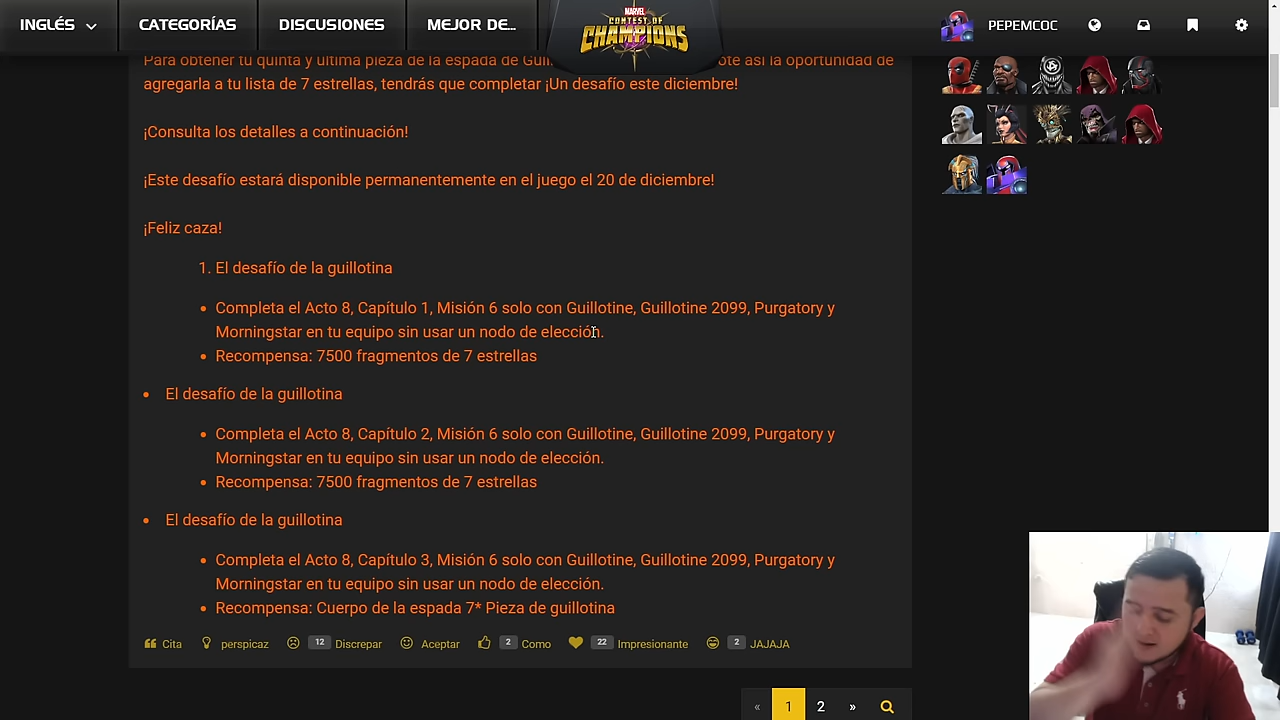 INGLÉS
CATEGORÍAS
DISCUSIONES
MEJOR DE...
MARVEL
CONTEST OF
CHAMPIONS
PEPEMCOC
Para obtener tu quinta y última pieza de la espada de Guil
ote así la oportunidad de
agregarla a tu lista de 7 estrellas, tendrás que completar ¡Un desafío este diciembre!
¡Consulta los detalles a continuación!
¡Este desafío estará disponible permanentemente en el juego el 20 de diciembre!
¡Feliz caza!
1. El desafío de la guillotina
• Completa el Acto 8, Capítulo 1, Misión 6 solo con Guillotine, Guillotine 2099, Purgatory y
Morningstar en tu equipo sin usar un nodo de elección.
• Recompensa: 7500 fragmentos de 7 estrellas
• El desafío de la guillotina
• Completa el Acto 8, Capítulo 2, Misión 6 solo con Guillotine, Guillotine 2099, Purgatory y
Morningstar en tu equipo sin usar un nodo de elección.
• Recompensa: 7500 fragmentos de 7 estrellas
• El desafío de la guillotina
• Completa el Acto 8, Capítulo 3, Misión 6 solo con Guillotine, Guillotine 2099, Purgatory y
Morningstar en tu equipo sin usar un nodo de elección.
• Recompensa: Cuerpo de la espada 7* Pieza de guillotina
Cita perspicaz 12 Discrepar Aceptar 2 Como 22 Impresionante 2 JAJAJA
« 1 2 »